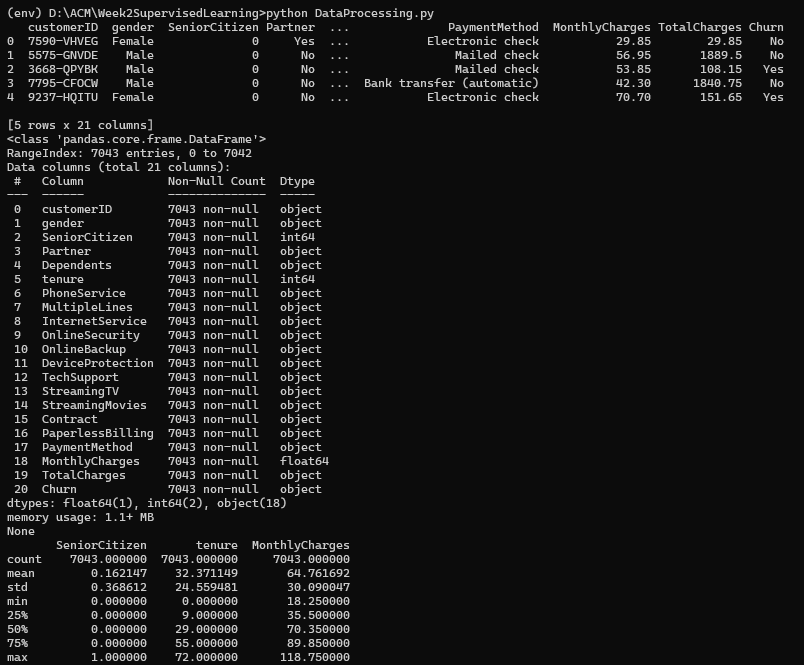 (env) D:\ACM\Week2SupervisedLearning>python DataProcessing.py
   customerID  gender  SeniorCitizen Partner  ...              PaymentMethod  MonthlyCharges TotalCharges Churn
0  7590-VHVEG  Female              0     Yes  ...           Electronic check           29.85        29.85    No
1  5575-GNVDE    Male              0      No  ...               Mailed check           56.95       1889.5    No
2  3668-QPYBK    Male              0      No  ...               Mailed check           53.85       108.15   Yes
3  7795-CFOCW    Male              0      No  ...  Bank transfer (automatic)           42.30      1840.75    No
4  9237-HQITU  Female              0      No  ...           Electronic check           70.70       151.65   Yes

[5 rows x 21 columns]
<class 'pandas.core.frame.DataFrame'>
RangeIndex: 7043 entries, 0 to 7042
Data columns (total 21 columns):
 #   Column            Non-Null Count  Dtype
---  ------            --------------  -----
 0   customerID        7043 non-null   object
 1   gender            7043 non-null   object
 2   SeniorCitizen     7043 non-null   int64
 3   Partner           7043 non-null   object
 4   Dependents        7043 non-null   object
 5   tenure            7043 non-null   int64
 6   PhoneService      7043 non-null   object
 7   MultipleLines     7043 non-null   object
 8   InternetService   7043 non-null   object
 9   OnlineSecurity    7043 non-null   object
 10  OnlineBackup      7043 non-null   object
 11  DeviceProtection  7043 non-null   object
 12  TechSupport       7043 non-null   object
 13  StreamingTV       7043 non-null   object
 14  StreamingMovies   7043 non-null   object
 15  Contract          7043 non-null   object
 16  PaperlessBilling  7043 non-null   object
 17  PaymentMethod     7043 non-null   object
 18  MonthlyCharges    7043 non-null   float64
 19  TotalCharges      7043 non-null   object
 20  Churn             7043 non-null   object
dtypes: float64(1), int64(2), object(18)
memory usage: 1.1+ MB
None
       SeniorCitizen       tenure  MonthlyCharges
count    7043.000000  7043.000000     7043.000000
mean        0.162147    32.371149       64.761692
std         0.368612    24.559481       30.090047
min         0.000000     0.000000       18.250000
25%         0.000000     9.000000       35.500000
50%         0.000000    29.000000       70.350000
75%         0.000000    55.000000       89.850000
max         1.000000    72.000000      118.750000